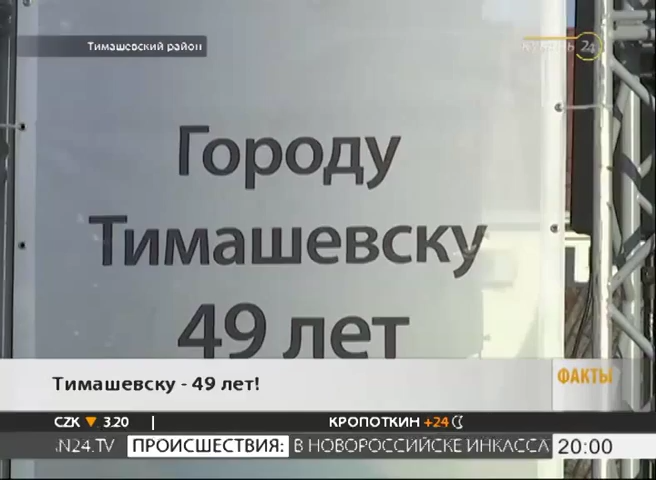 Тимашевский район
КУБАНЬ 24
Городу
Тимашевску
49 лет
Тимашевску - 49 лет!
ФАКТЫ
CZK ▼ 3.20 | КРОПОТКИН +24
.N24.TV ПРОИСШЕСТВИЯ: В НОВОРОССИЙСКЕ ИНКАССАТ 20:00